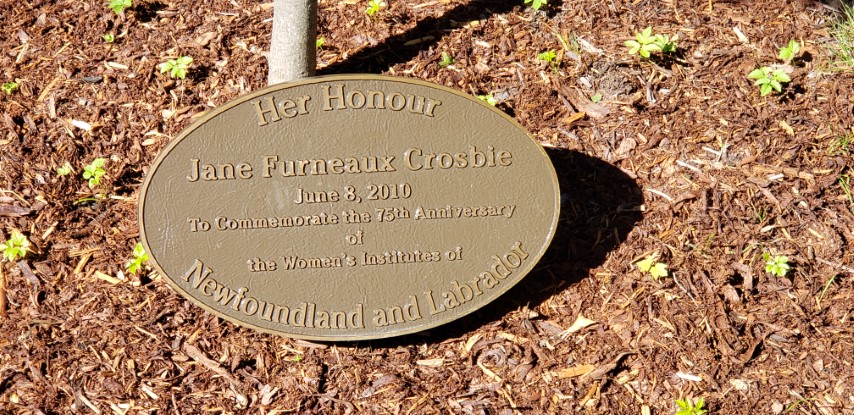 Her Honour
Jane Furneaux Crosbie
June 8, 2010
To Commemorate the 75th Anniversary
of
the Women's Institutes of
Newfoundland and Labrador